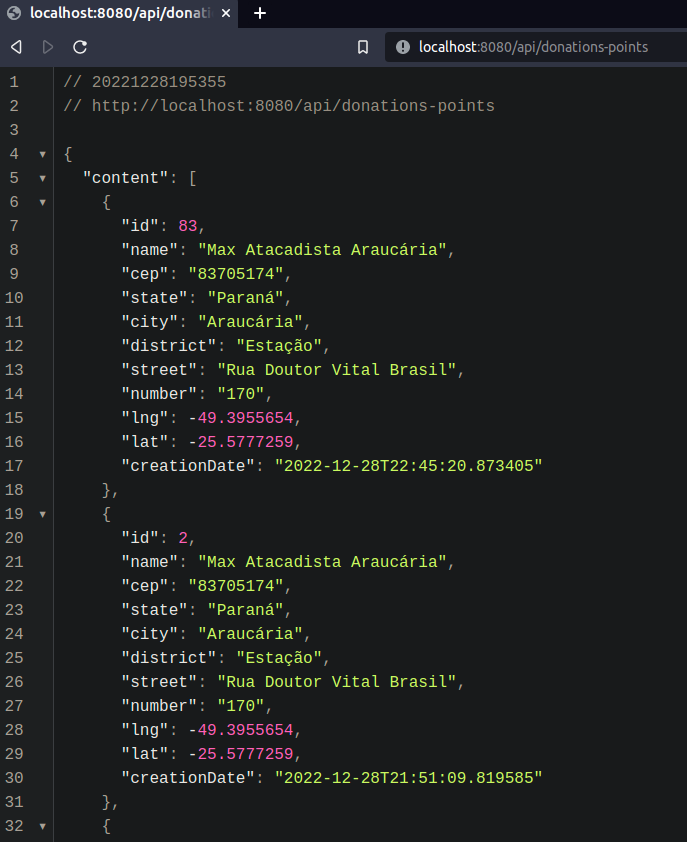 localhost:8080/api/donati
localhost:8080/api/donations-points
1 // 20221228195355
2 // http://localhost:8080/api/donations-points
3
4 {
5 "content": [
6 {
7 "id": 83,
8 "name": "Max Atacadista Araucária",
9 "cep": "83705174",
10 "state": "Paraná",
11 "city": "Araucária",
12 "district": "Estação",
13 "street": "Rua Doutor Vital Brasil",
14 "number": "170",
15 "lng": -49.3955654,
16 "lat": -25.5777259,
17 "creationDate": "2022-12-28T22:45:20.873405"
18 },
19 {
20 "id": 2,
21 "name": "Max Atacadista Araucária",
22 "cep": "83705174",
23 "state": "Paraná",
24 "city": "Araucária",
25 "district": "Estação",
26 "street": "Rua Doutor Vital Brasil",
27 "number": "170",
28 "lng": -49.3955654,
29 "lat": -25.5777259,
30 "creationDate": "2022-12-28T21:51:09.819585"
31 },
32 {